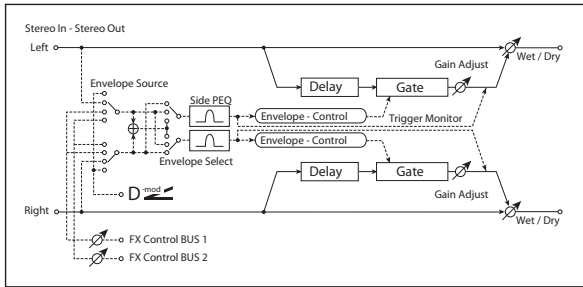 Stereo In - Stereo Out
Left
Wet / Dry
Gain Adjust
Envelope Source
Side PEQ
Delay
Gate
Envelope - Control
Trigger Monitor
Envelope - Control
Envelope Select
Delay
Gate
Gain Adjust
D-mod
Right
Wet / Dry
FX Control BUS 1
FX Control BUS 2